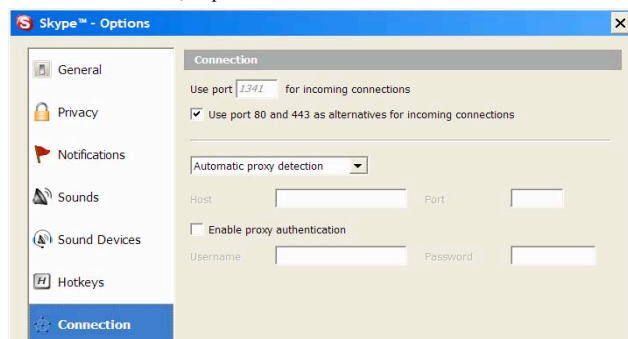 Skype™ - Options
General
Privacy
Notifications
Sounds
Sound Devices
H Hotkeys
Connection
Connection
Use port 1341 for incoming connections
Use port 80 and 443 as alternatives for incoming connections
Automatic proxy detection
Host Port
Enable proxy authentication
Username Password